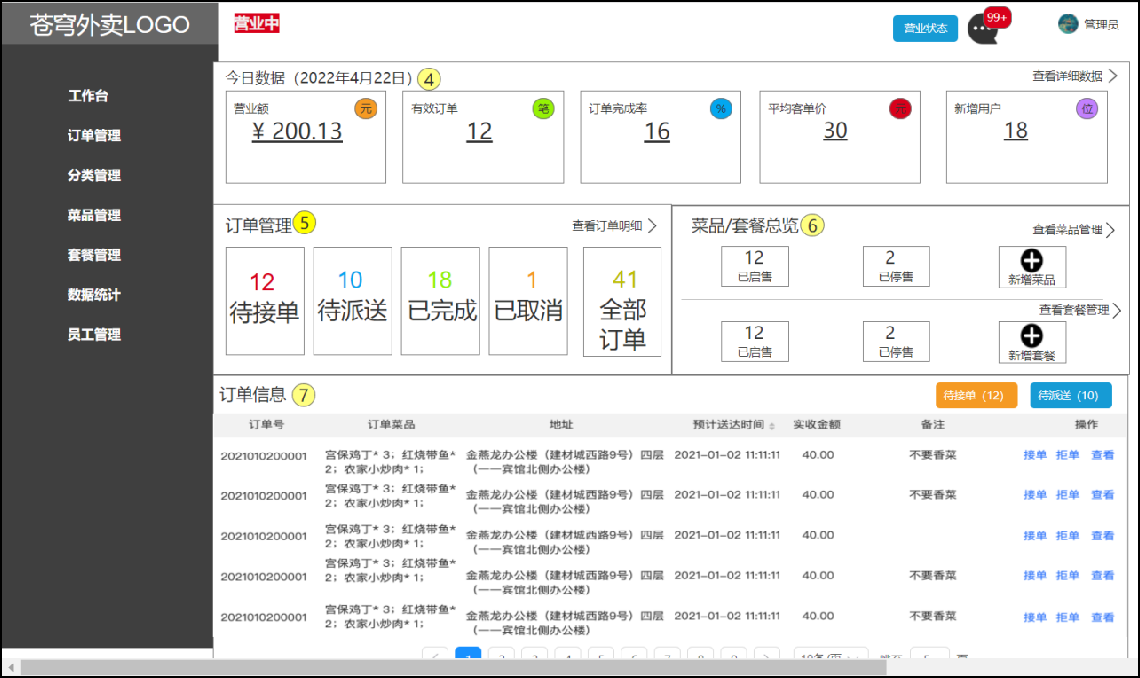 苍穹外卖LOGO
营业中
营业状态
99+
管理员
工作台
订单管理
分类管理
菜品管理
套餐管理
数据统计
员工管理
今日数据（2022年4月22日） 4
查看详细数据
营业额 元
¥ 200.13
有效订单 笔
12
订单完成率 %
16
平均客单价 元
30
新增用户 位
18
订单管理 5
查看订单明细
12
待接单
10
待派送
18
已完成
1
已取消
41
全部
订单
菜品/套餐总览 6
查看菜品管理
12
已启售
2
已停售
新增菜品
查看套餐管理
12
已启售
2
已停售
新增套餐
订单信息 7
待接单（12）
待派送（10）
订单号 订单菜品 地址 预计送达时间 实收金额 备注 操作
2021010200001 宫保鸡丁* 3；红烧带鱼* 金燕龙办公楼（建材城西路9号）四层 2021-01-02 11:11:11 40.00 不要香菜 接单 拒单 查看
2；农家小炒肉* 1； （一一宾馆北侧办公楼）
2021010200001 宫保鸡丁* 3；红烧带鱼* 金燕龙办公楼（建材城西路9号）四层 2021-01-02 11:11:11 40.00 不要香菜 接单 拒单 查看
2；农家小炒肉* 1； （一一宾馆北侧办公楼）
2021010200001 宫保鸡丁* 3；红烧带鱼* 金燕龙办公楼（建材城西路9号）四层 2021-01-02 11:11:11 40.00 接单 拒单 查看
2；农家小炒肉* 1； （一一宾馆北侧办公楼）
2021010200001 宫保鸡丁* 3；红烧带鱼* 金燕龙办公楼（建材城西路9号）四层 2021-01-02 11:11:11 40.00 不要香菜 接单 拒单 查看
2；农家小炒肉* 1； （一一宾馆北侧办公楼）
2021010200001 宫保鸡丁* 3；红烧带鱼* 金燕龙办公楼（建材城西路9号）四层 2021-01-02 11:11:11 40.00 不要香菜 接单 拒单 查看
2；农家小炒肉* 1； （一一宾馆北侧办公楼）